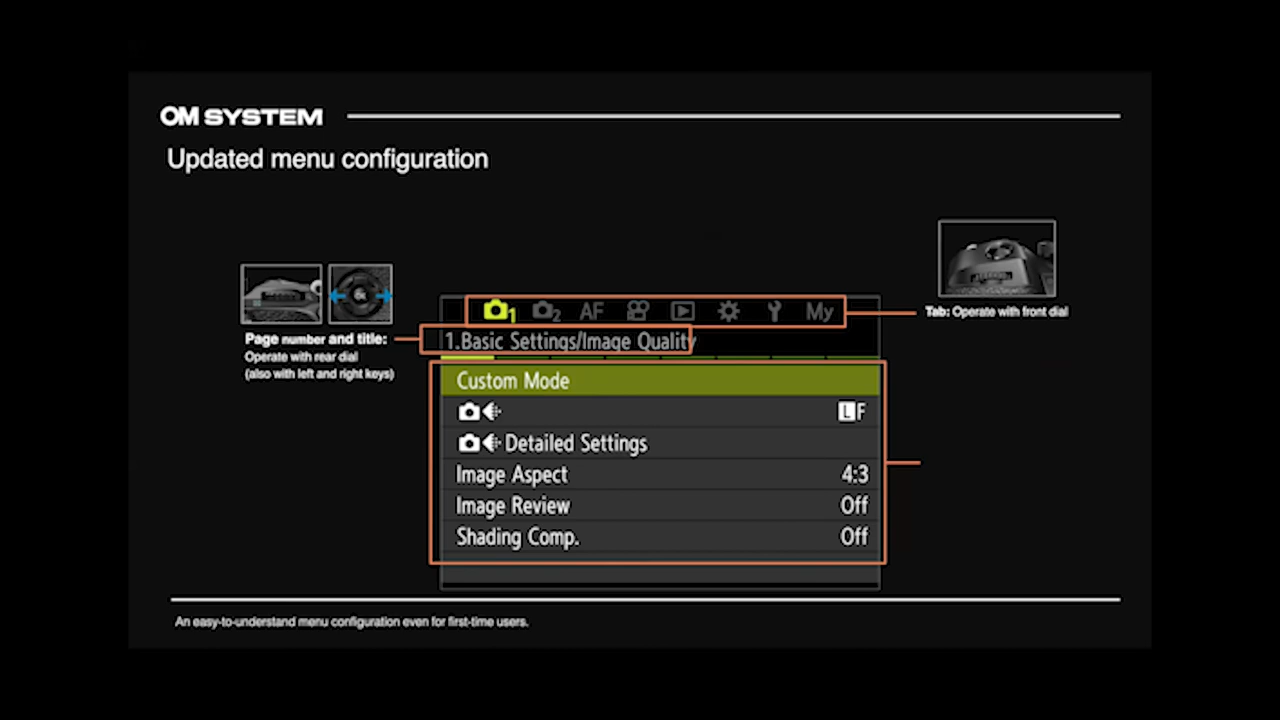 OM SYSTEM
Updated menu configuration
Page number and title:
Operate with rear dial
(also with left and right keys)
Tab: Operate with front dial
1 2 AF My
1.Basic Settings/Image Quality
Custom Mode
L F
Detailed Settings
Image Aspect 4:3
Image Review Off
Shading Comp. Off
An easy-to-understand menu configuration even for first-time users.